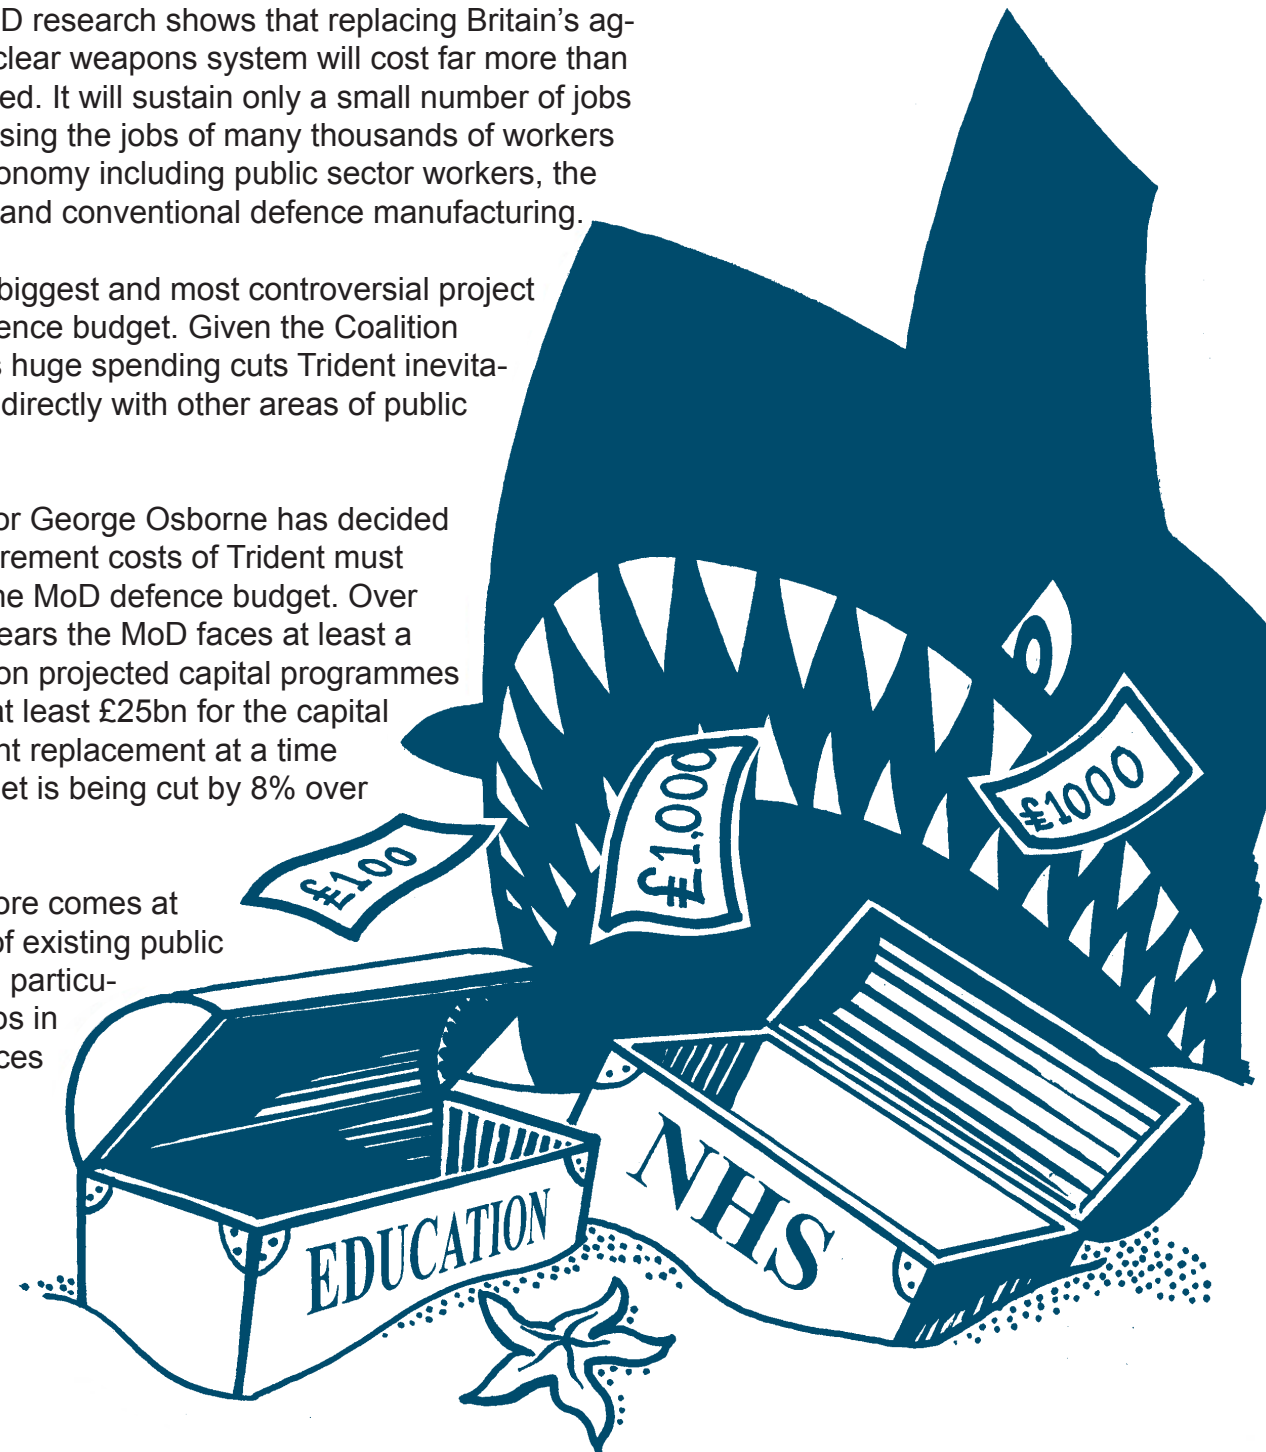 D research shows that replacing Britain’s ag-
clear weapons system will cost far more than
ed. It will sustain only a small number of jobs
sing the jobs of many thousands of workers
onomy including public sector workers, the
and conventional defence manufacturing.
biggest and most controversial project
ence budget. Given the Coalition
s huge spending cuts Trident inevita-
directly with other areas of public
or George Osborne has decided
rement costs of Trident must
he MoD defence budget. Over
ears the MoD faces at least a
on projected capital programmes
at least £25bn for the capital
nt replacement at a time
et is being cut by 8% over
ore comes at
of existing public
particu-
bs in
ces
£100
£1,000
£1000
EDUCATION
NHS